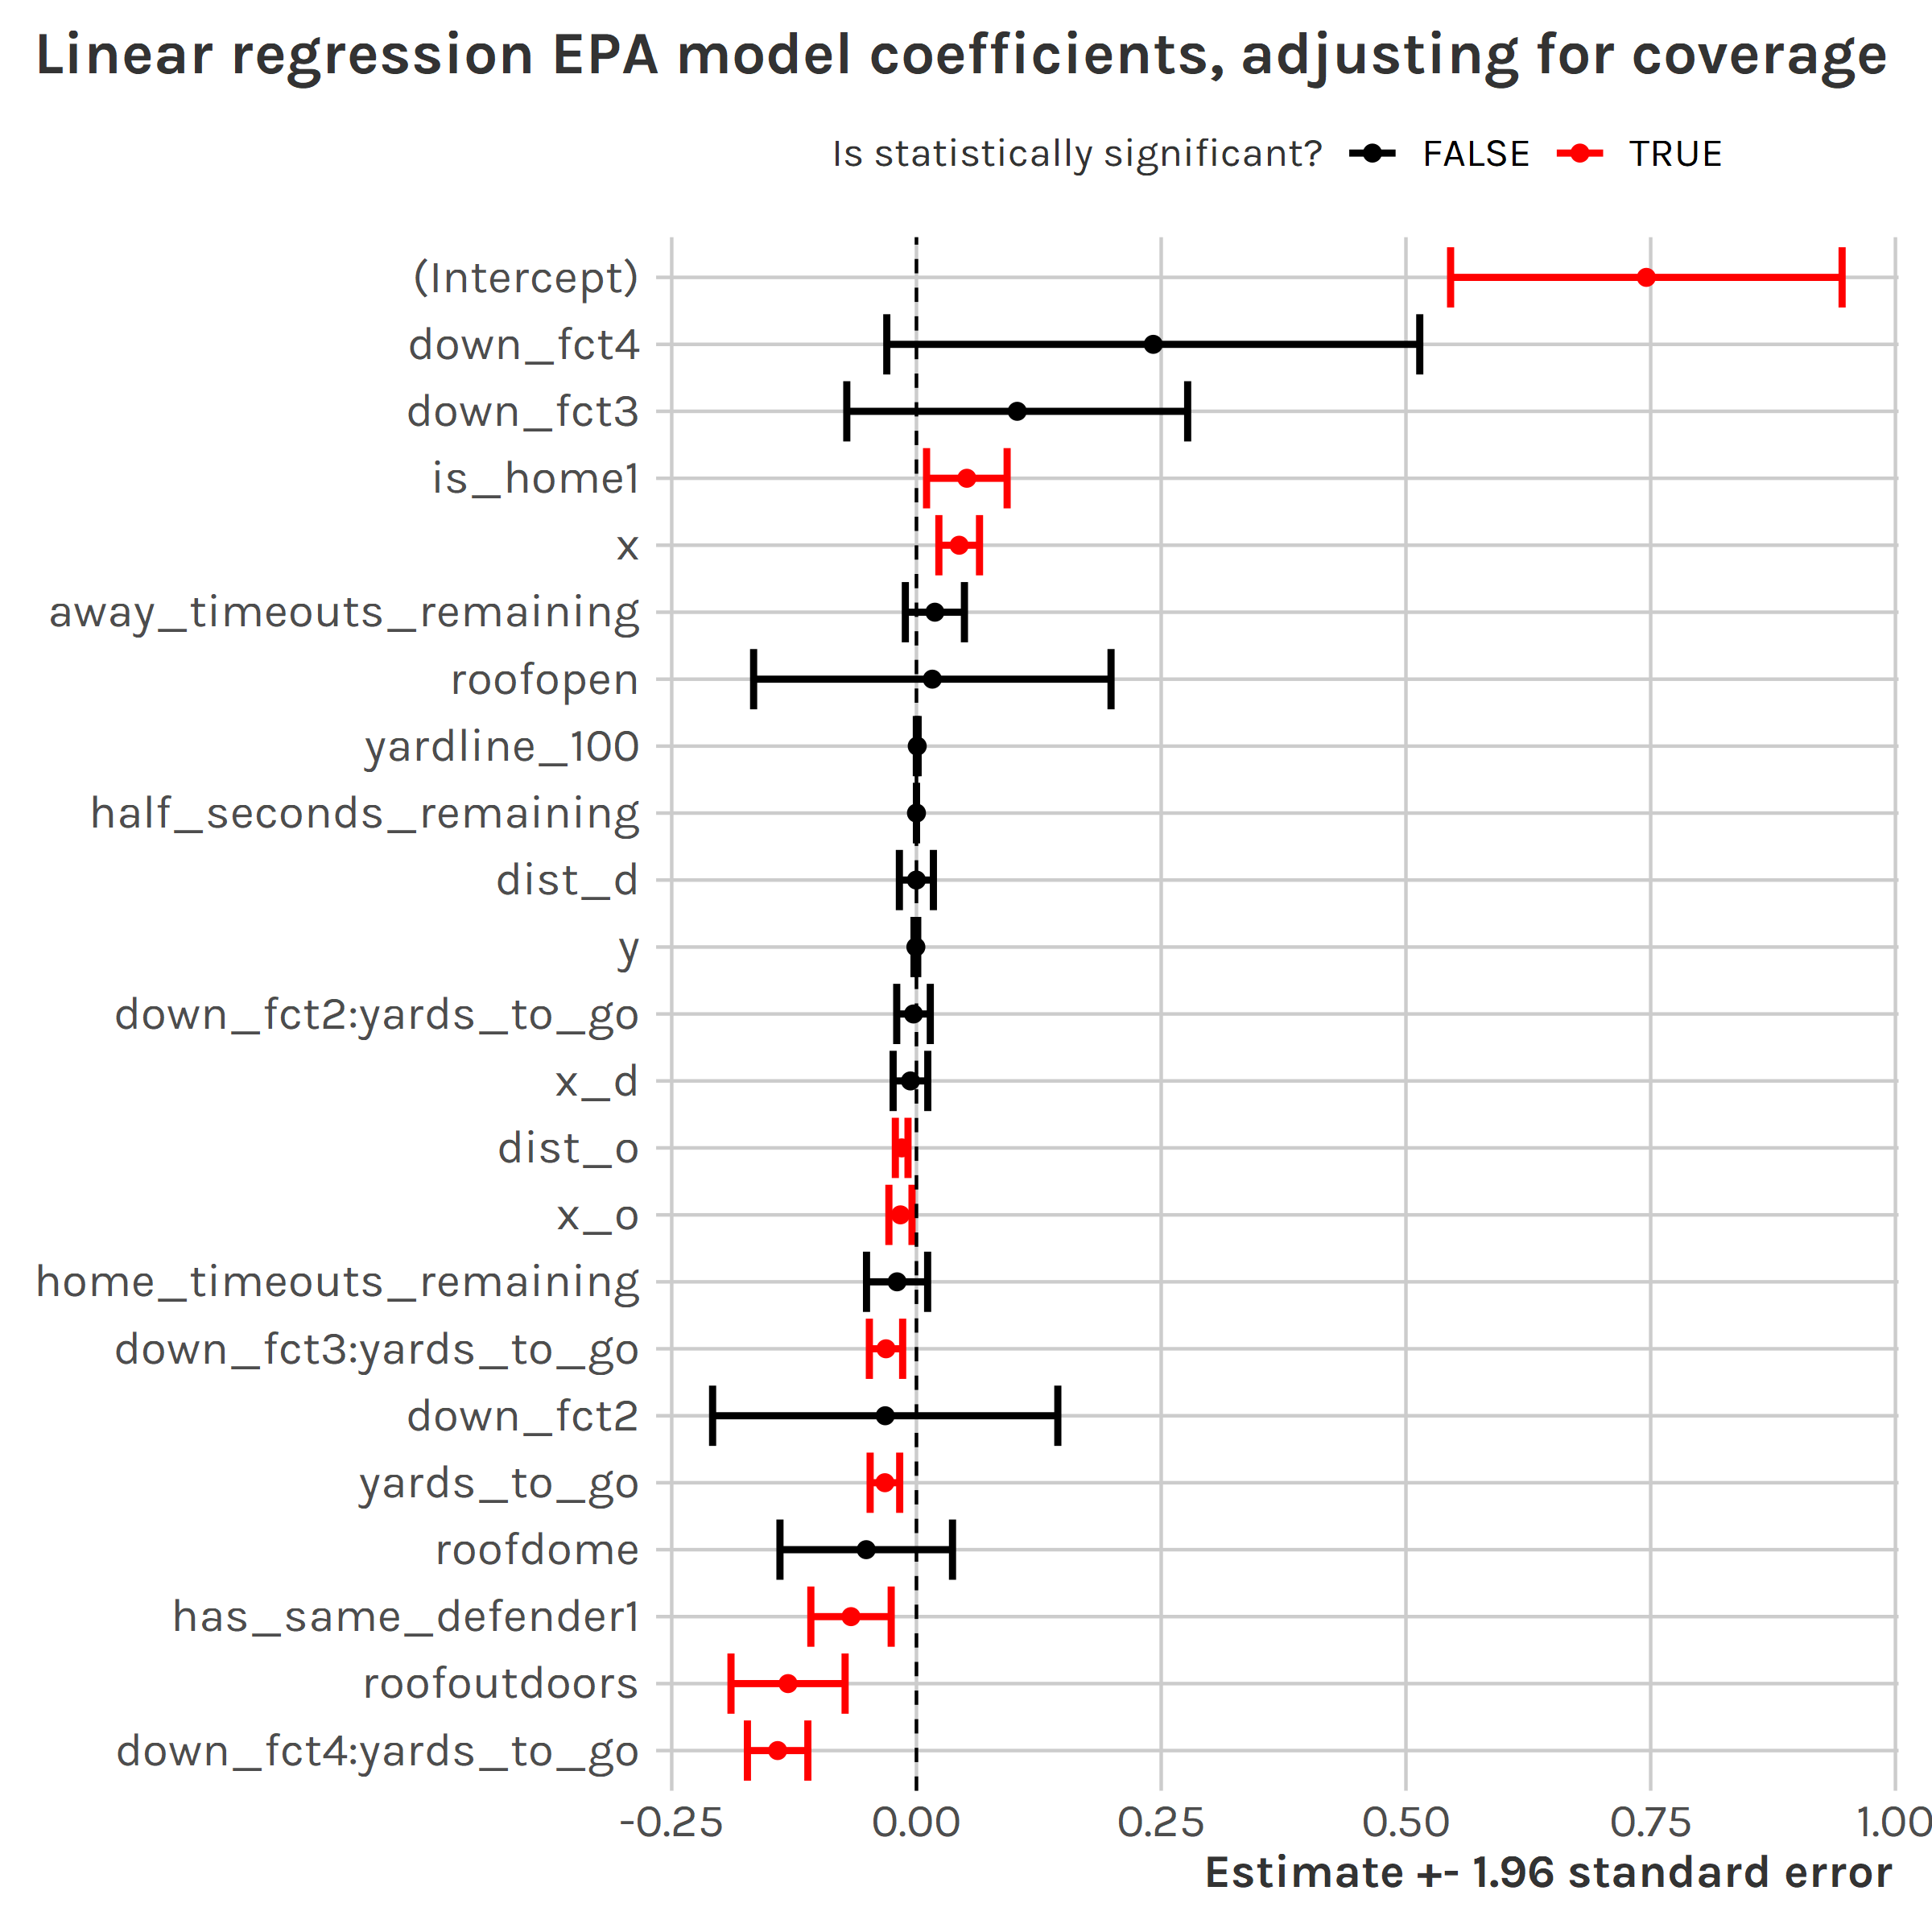 Linear regression EPA model coefficients, adjusting for coverage
Is statistically significant? FALSE TRUE
(Intercept)
down_fct4
down_fct3
is_home1
x
away_timeouts_remaining
roofopen
yardline_100
half_seconds_remaining
dist_d
y
down_fct2:yards_to_go
x_d
dist_o
x_o
home_timeouts_remaining
down_fct3:yards_to_go
down_fct2
yards_to_go
roofdome
has_same_defender1
roofoutdoors
down_fct4:yards_to_go
-0.25 0.00 0.25 0.50 0.75 1.00
Estimate +- 1.96 standard error